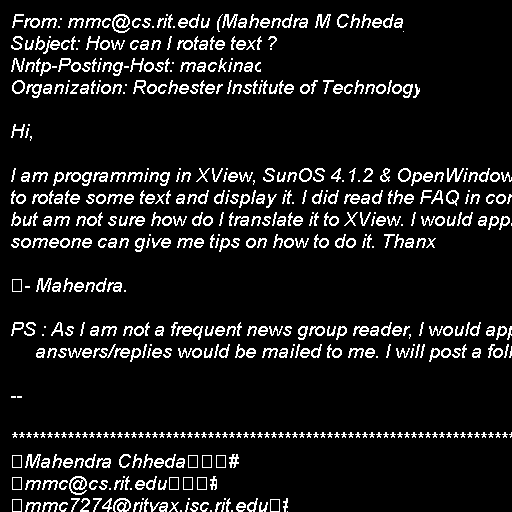 From: mmc@cs.rit.edu (Mahendra M Chheda
Subject: How can I rotate text ?
Nntp-Posting-Host: mackinac
Organization: Rochester Institute of Technology

Hi,

I am programming in XView, SunOS 4.1.2 & OpenWindow
to rotate some text and display it. I did read the FAQ in
but am not sure how do I translate it to XView. I would
someone can give me tips on how to do it. Thanx

□- Mahendra.

PS : As I am not a frequent news group reader, I would
answers/replies would be mailed to me. I will post a

--

************************************************************************
□Mahendra Chheda□□□#
□mmc@cs.rit.edu□□□#
□mmc7274@ritvax.isc.rit.edu□